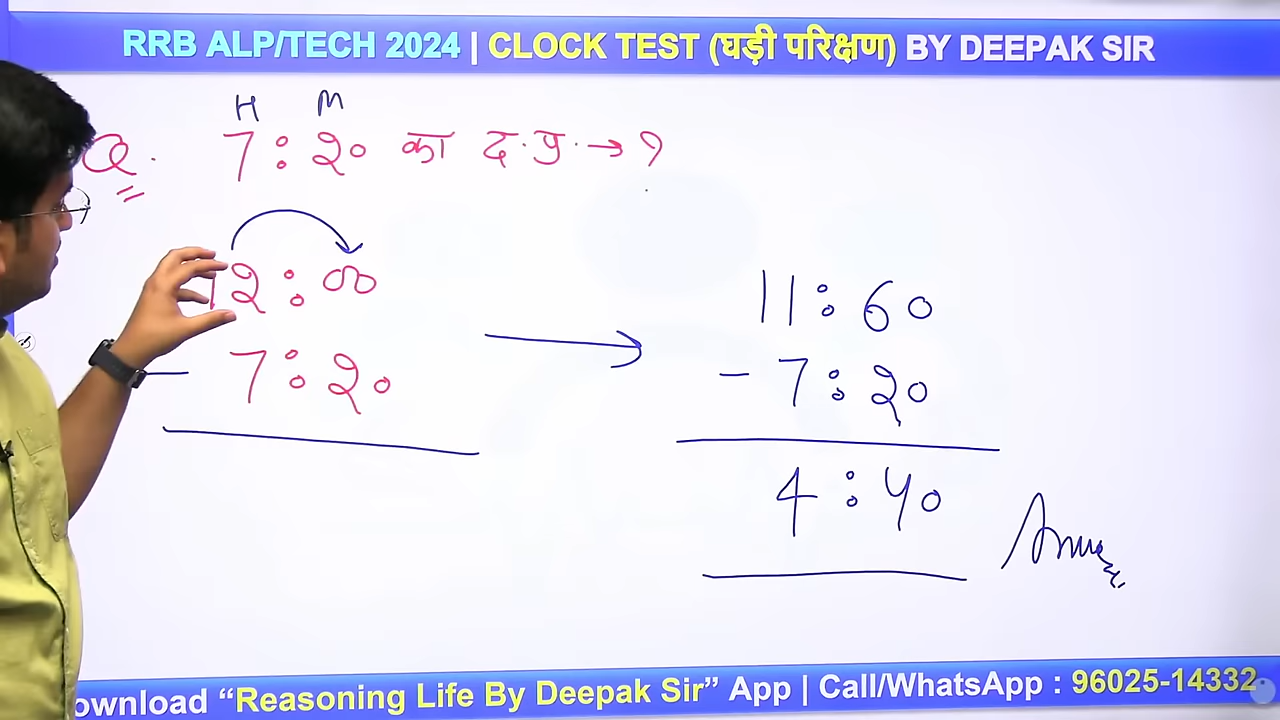 RRB ALP/TECH 2024 | CLOCK TEST (घड़ी परिक्षण) BY DEEPAK SIR
H M
Q. 7 : 20 का द.प्र. → ?
12 : 00
- 7 : 20
11 : 60
- 7 : 20
4 : 40
ownload “Reasoning Life By Deepak Sir” App | Call/WhatsApp : 96025-14332